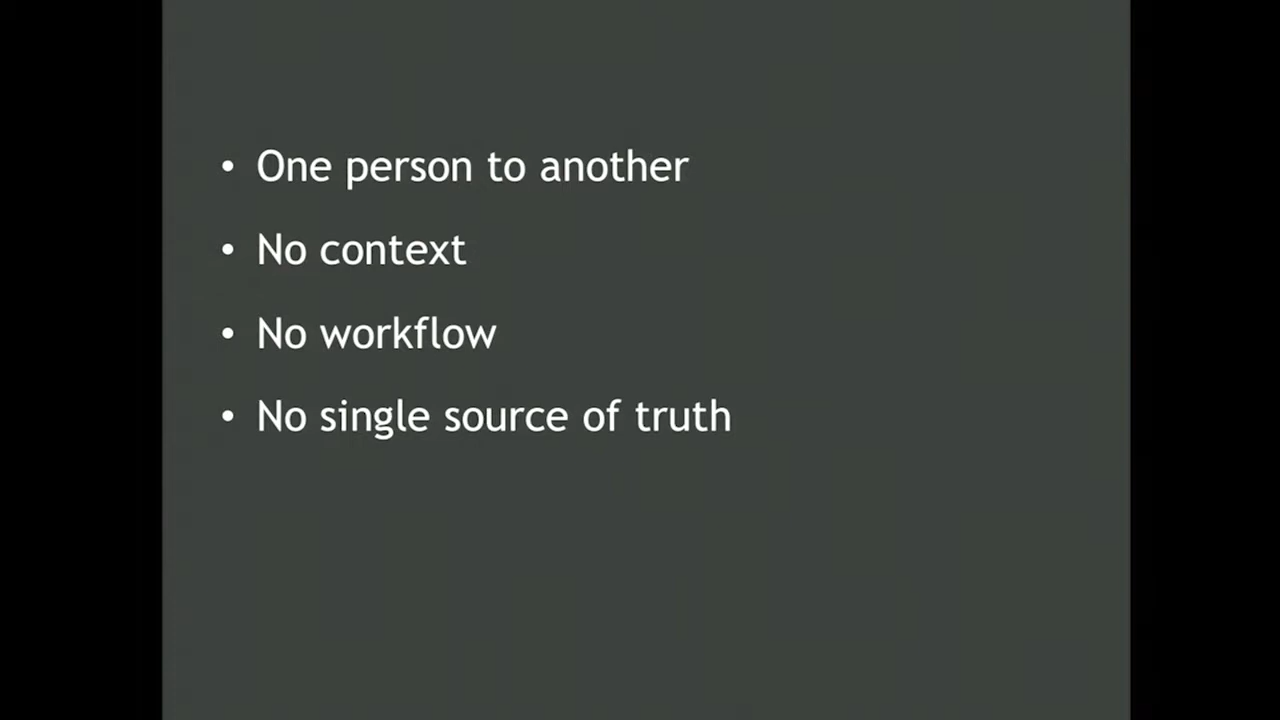 • One person to another
• No context
• No workflow
• No single source of truth